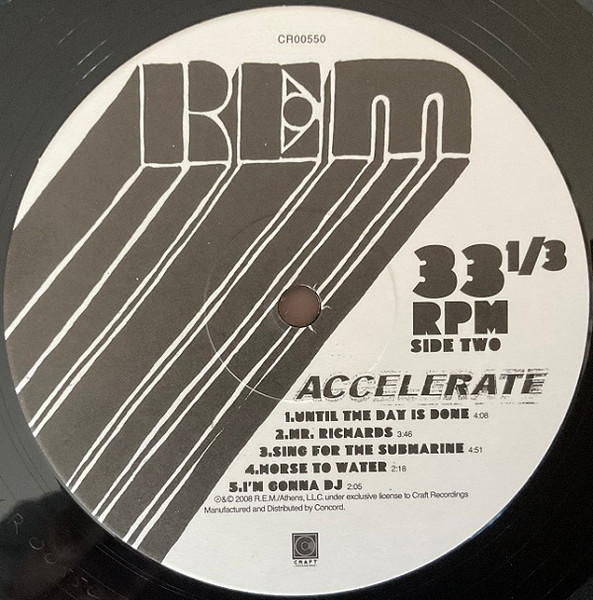 CR00550
REM
33 1/3
RPM
SIDE TWO
ACCELERATE
1.UNTIL THE DAY IS DONE 4:08
2.MR. RICHARDS 3:46
3.SING FOR THE SUBMARINE 4:51
4.HORSE TO WATER 2:18
5.I'M GONNA DJ 2:05
℗&© 2008 R.E.M./Athens, L.L.C. under exclusive license to Craft Recordings
Manufactured and Distributed by Concord.
CRAFT